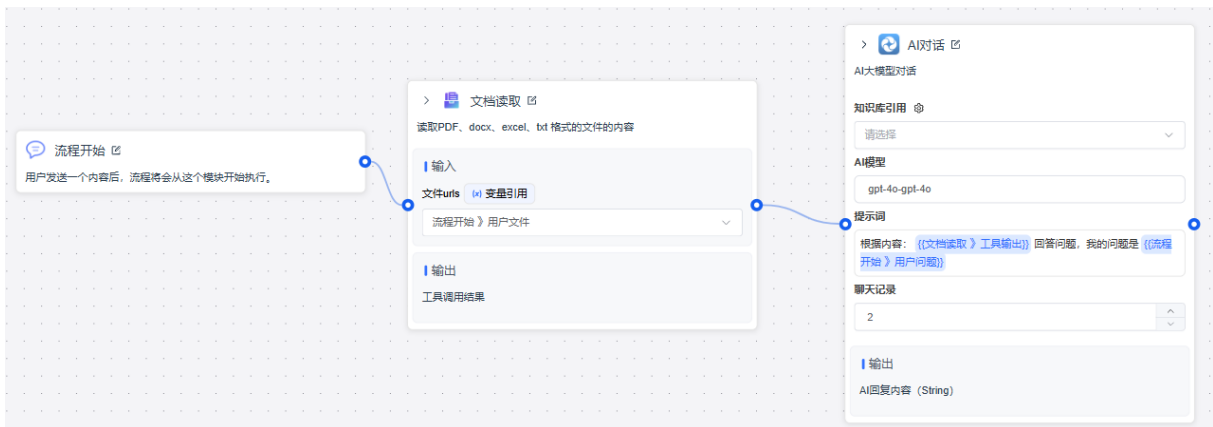 流程开始
用户发送一个内容后，流程将会从这个模块开始执行。
文档读取
读取PDF、docx、excel、txt 格式的文件的内容
输入
文件urls (x) 变量引用
流程开始 》用户文件
输出
工具调用结果
AI对话
AI大模型对话
知识库引用
请选择
AI模型
gpt-4o-gpt-4o
提示词
根据内容： {{文档读取 》工具输出}} 回答问题，我的问题是 {{流程
开始 》用户问题}}
聊天记录
2
输出
AI回复内容（String）